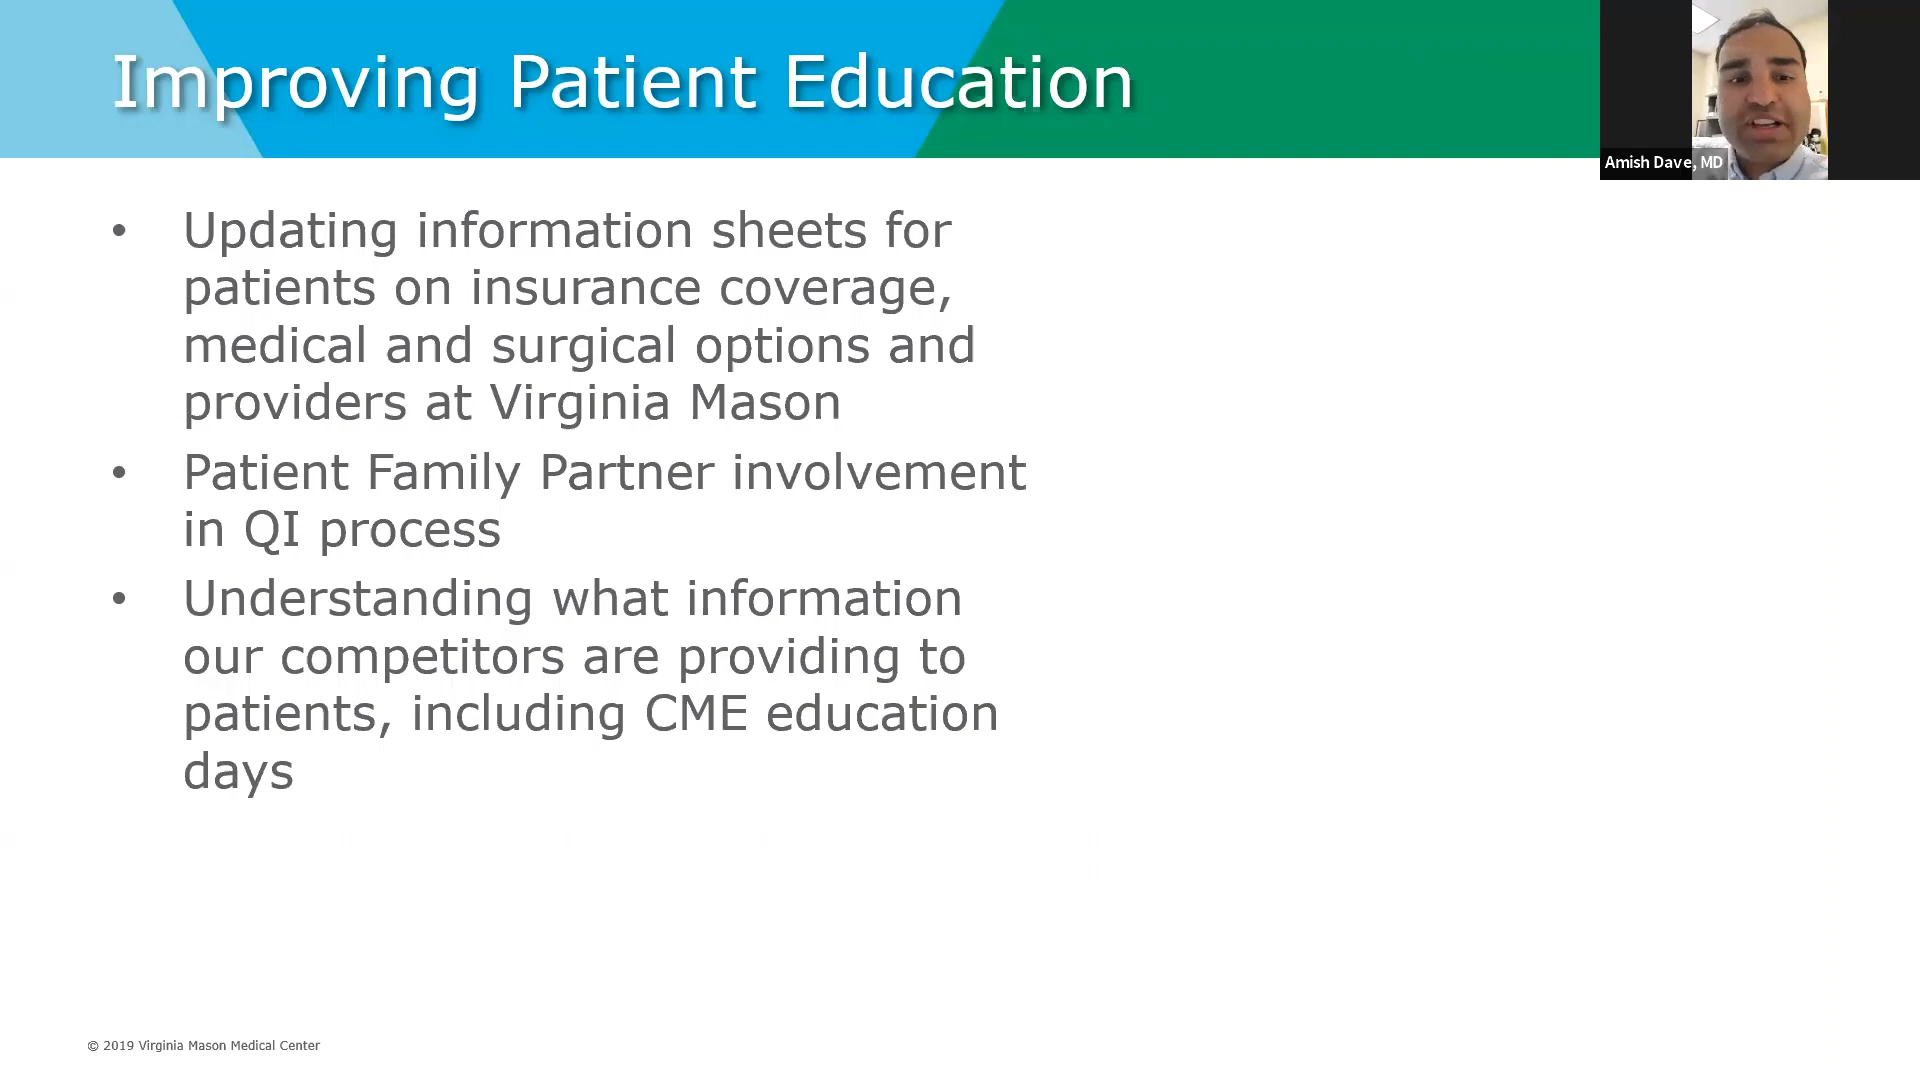 Improving Patient Education
Amish Dave, MD
• Updating information sheets for
patients on insurance coverage,
medical and surgical options and
providers at Virginia Mason
• Patient Family Partner involvement
in QI process
• Understanding what information
our competitors are providing to
patients, including CME education
days
© 2019 Virginia Mason Medical Center